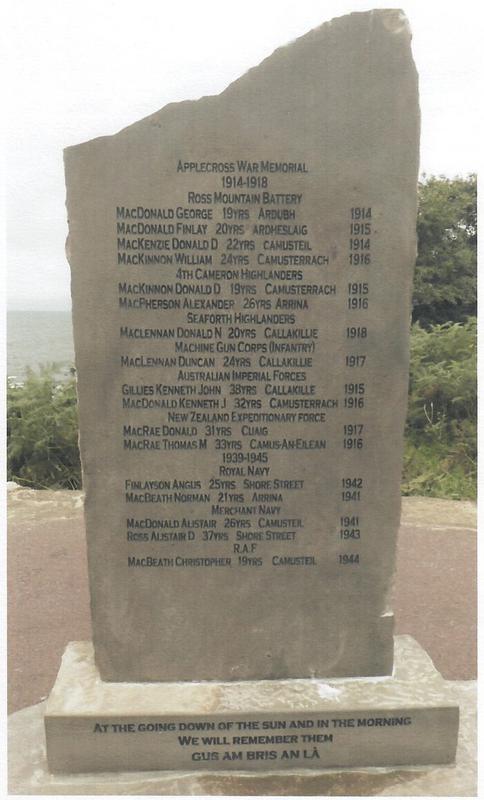 Applecross War Memorial
1914-1918
Ross Mountain Battery
MacDonald George 19yrs Ardubh 1914
MacDonald Finlay 20yrs ardheslaig 1915
MacKenzie Donald D 22yrs camusteil 1914
MacKinnon William 24yrs Camusterrach 1916
4th Cameron Highlanders
MacKinnon Donald D 19yrs Camusterrach 1915
MacPherson Alexander 26yrs Arrina 1916
Seaforth Highlanders
Maclennan Donald N 20yrs Callakillie 1918
Machine Gun Corps (Infantry)
MacLennan Duncan 24yrs Callakillie 1917
Australian Imperial Forces
Gillies Kenneth John 38yrs Callakille 1915
MacDonald Kenneth J 32yrs Camusterrach 1916
New Zealand Expeditionary force
MacRae Donald 31yrs Cuaig 1917
MacRae Thomas M 33yrs Camus-An-Eilean 1916
1939-1945
Royal Navy
Finlayson Angus 25yrs Shore Street 1942
MacBeath Norman 21yrs Arrina 1941
Merchant Navy
MacDonald Alistair 26yrs Camusteil 1941
Ross Alistair D 37yrs Shore Street 1943
R.A.F
MacBeath Christopher 19yrs Camusteil 1944
At the going down of the sun and in the morning
We will remember them
Gus am bris an là